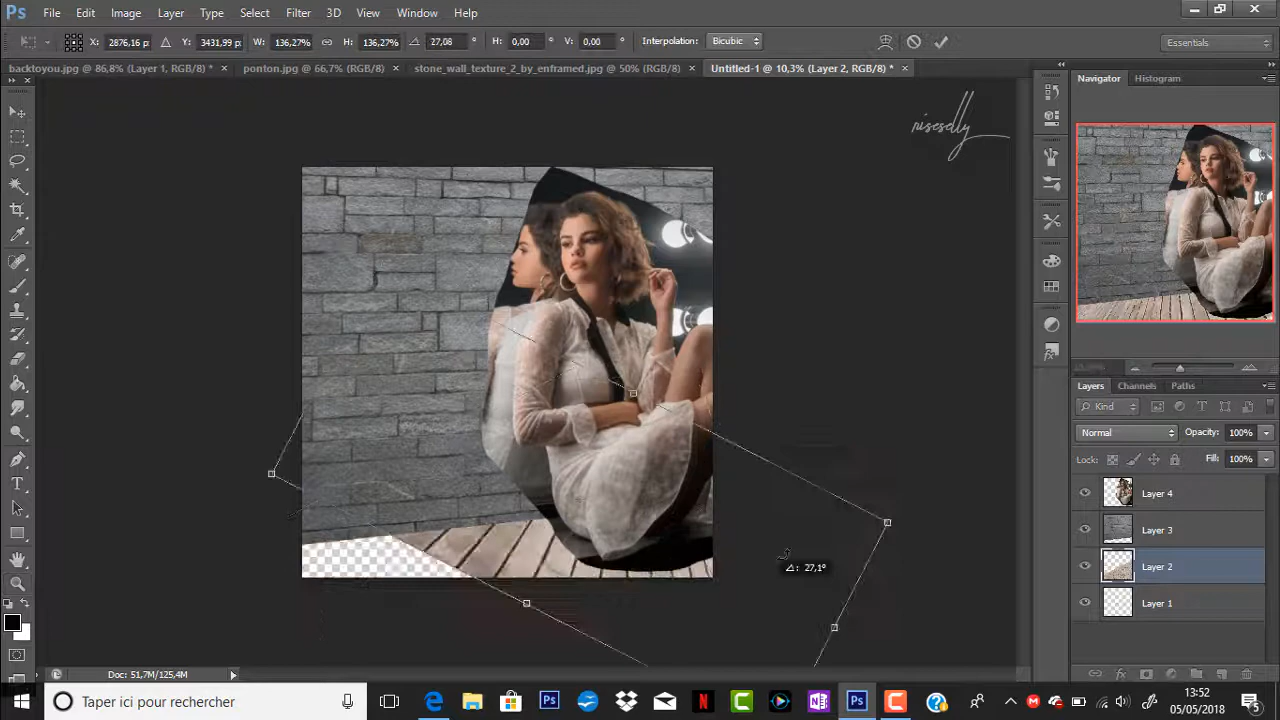 Ps File Edit Image Layer Type Select Filter 3D View Window Help
X: 2876,16 p Y: 3431,99 p W: 136,27% H: 136,27% 27,08 ° H: 0,00 ° V: 0,00 ° Interpolation: Bicubic Essentials
backtoyou.jpg @ 86,8% (Layer 1, RGB/8) * × ponton.jpg @ 66,7% (RGB/8) × stone_wall_texture_2_by_enframed.jpg @ 50% (RGB/8) × Untitled-1 @ 10,3% (Layer 2, RGB/8) * ×
Navigator Histogram
riseselly
Layers Channels Paths
Kind
Normal Opacity: 100%
Lock: Fill: 100%
Layer 4
Layer 3
Layer 2
Layer 1
27,1°
Doc: 51,7M/125,4M
Taper ici pour rechercher
13:52
05/05/2018
5